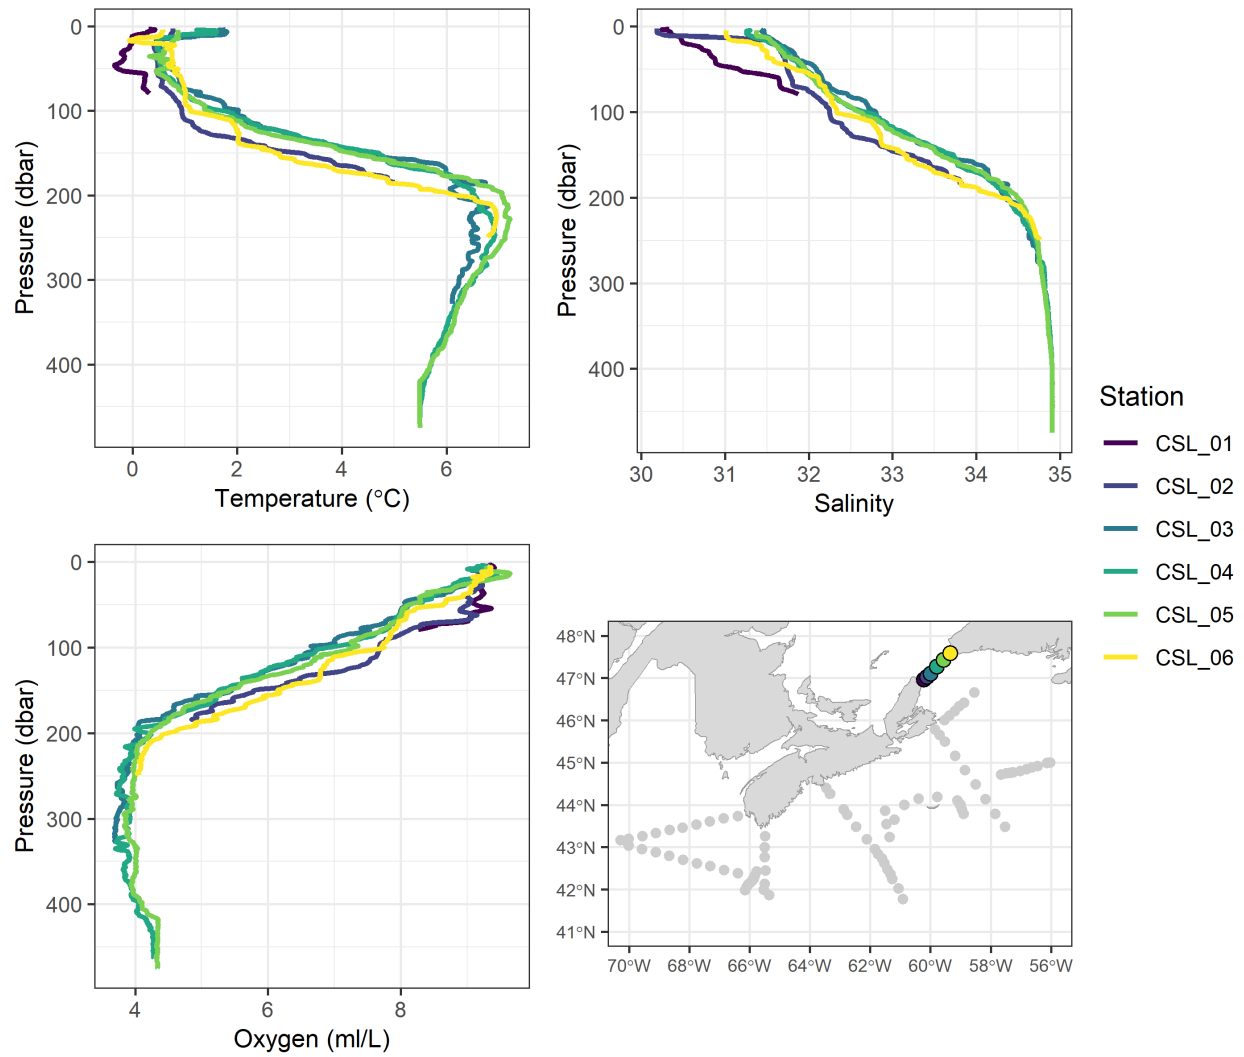 0
100
200
300
400
Pressure (dbar)
0
2
4
6
Temperature (°C)
0
100
200
300
400
Pressure (dbar)
30
31
32
33
34
35
Salinity
0
100
200
300
400
Pressure (dbar)
4
6
8
Oxygen (ml/L)
48°N
47°N
46°N
45°N
44°N
43°N
42°N
41°N
70°W
68°W
66°W
64°W
62°W
60°W
58°W
56°W
Station
CSL_01
CSL_02
CSL_03
CSL_04
CSL_05
CSL_06